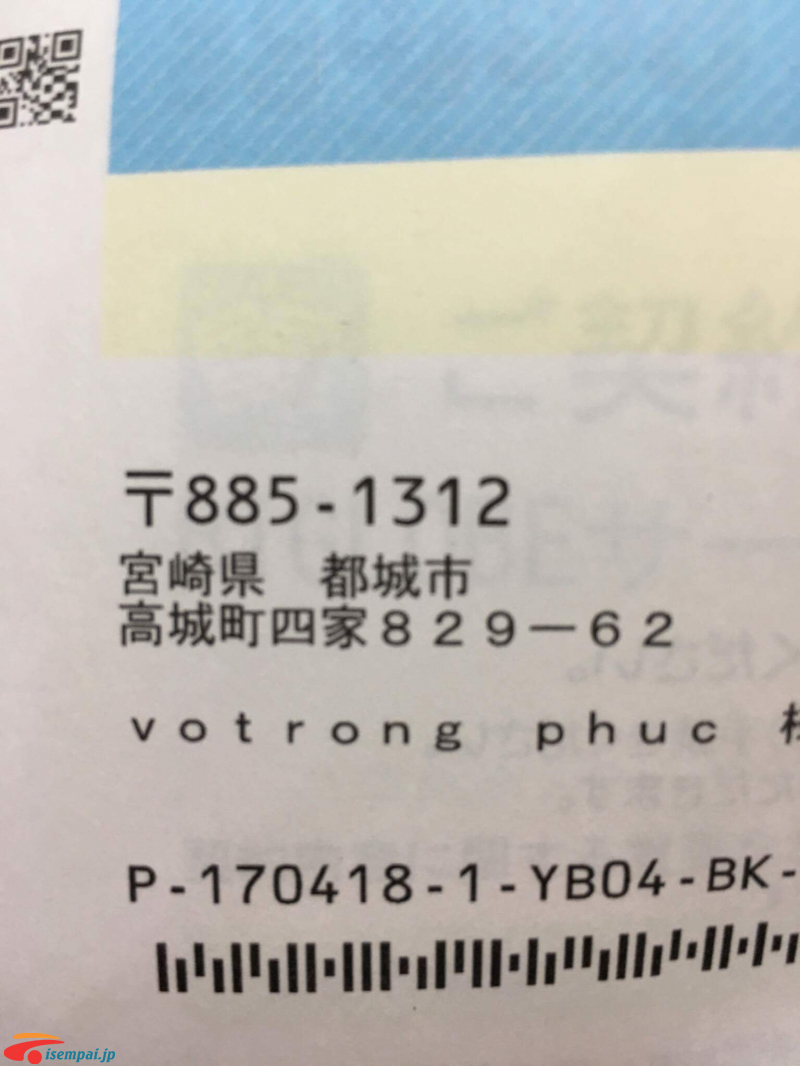 〒885-1312
宮崎県　都城市
高城町四家８２９－６２
ｖｏｔｒｏｎｇ　ｐｈｕｃ
P-170418-1-YB04-BK-
isempai.jp